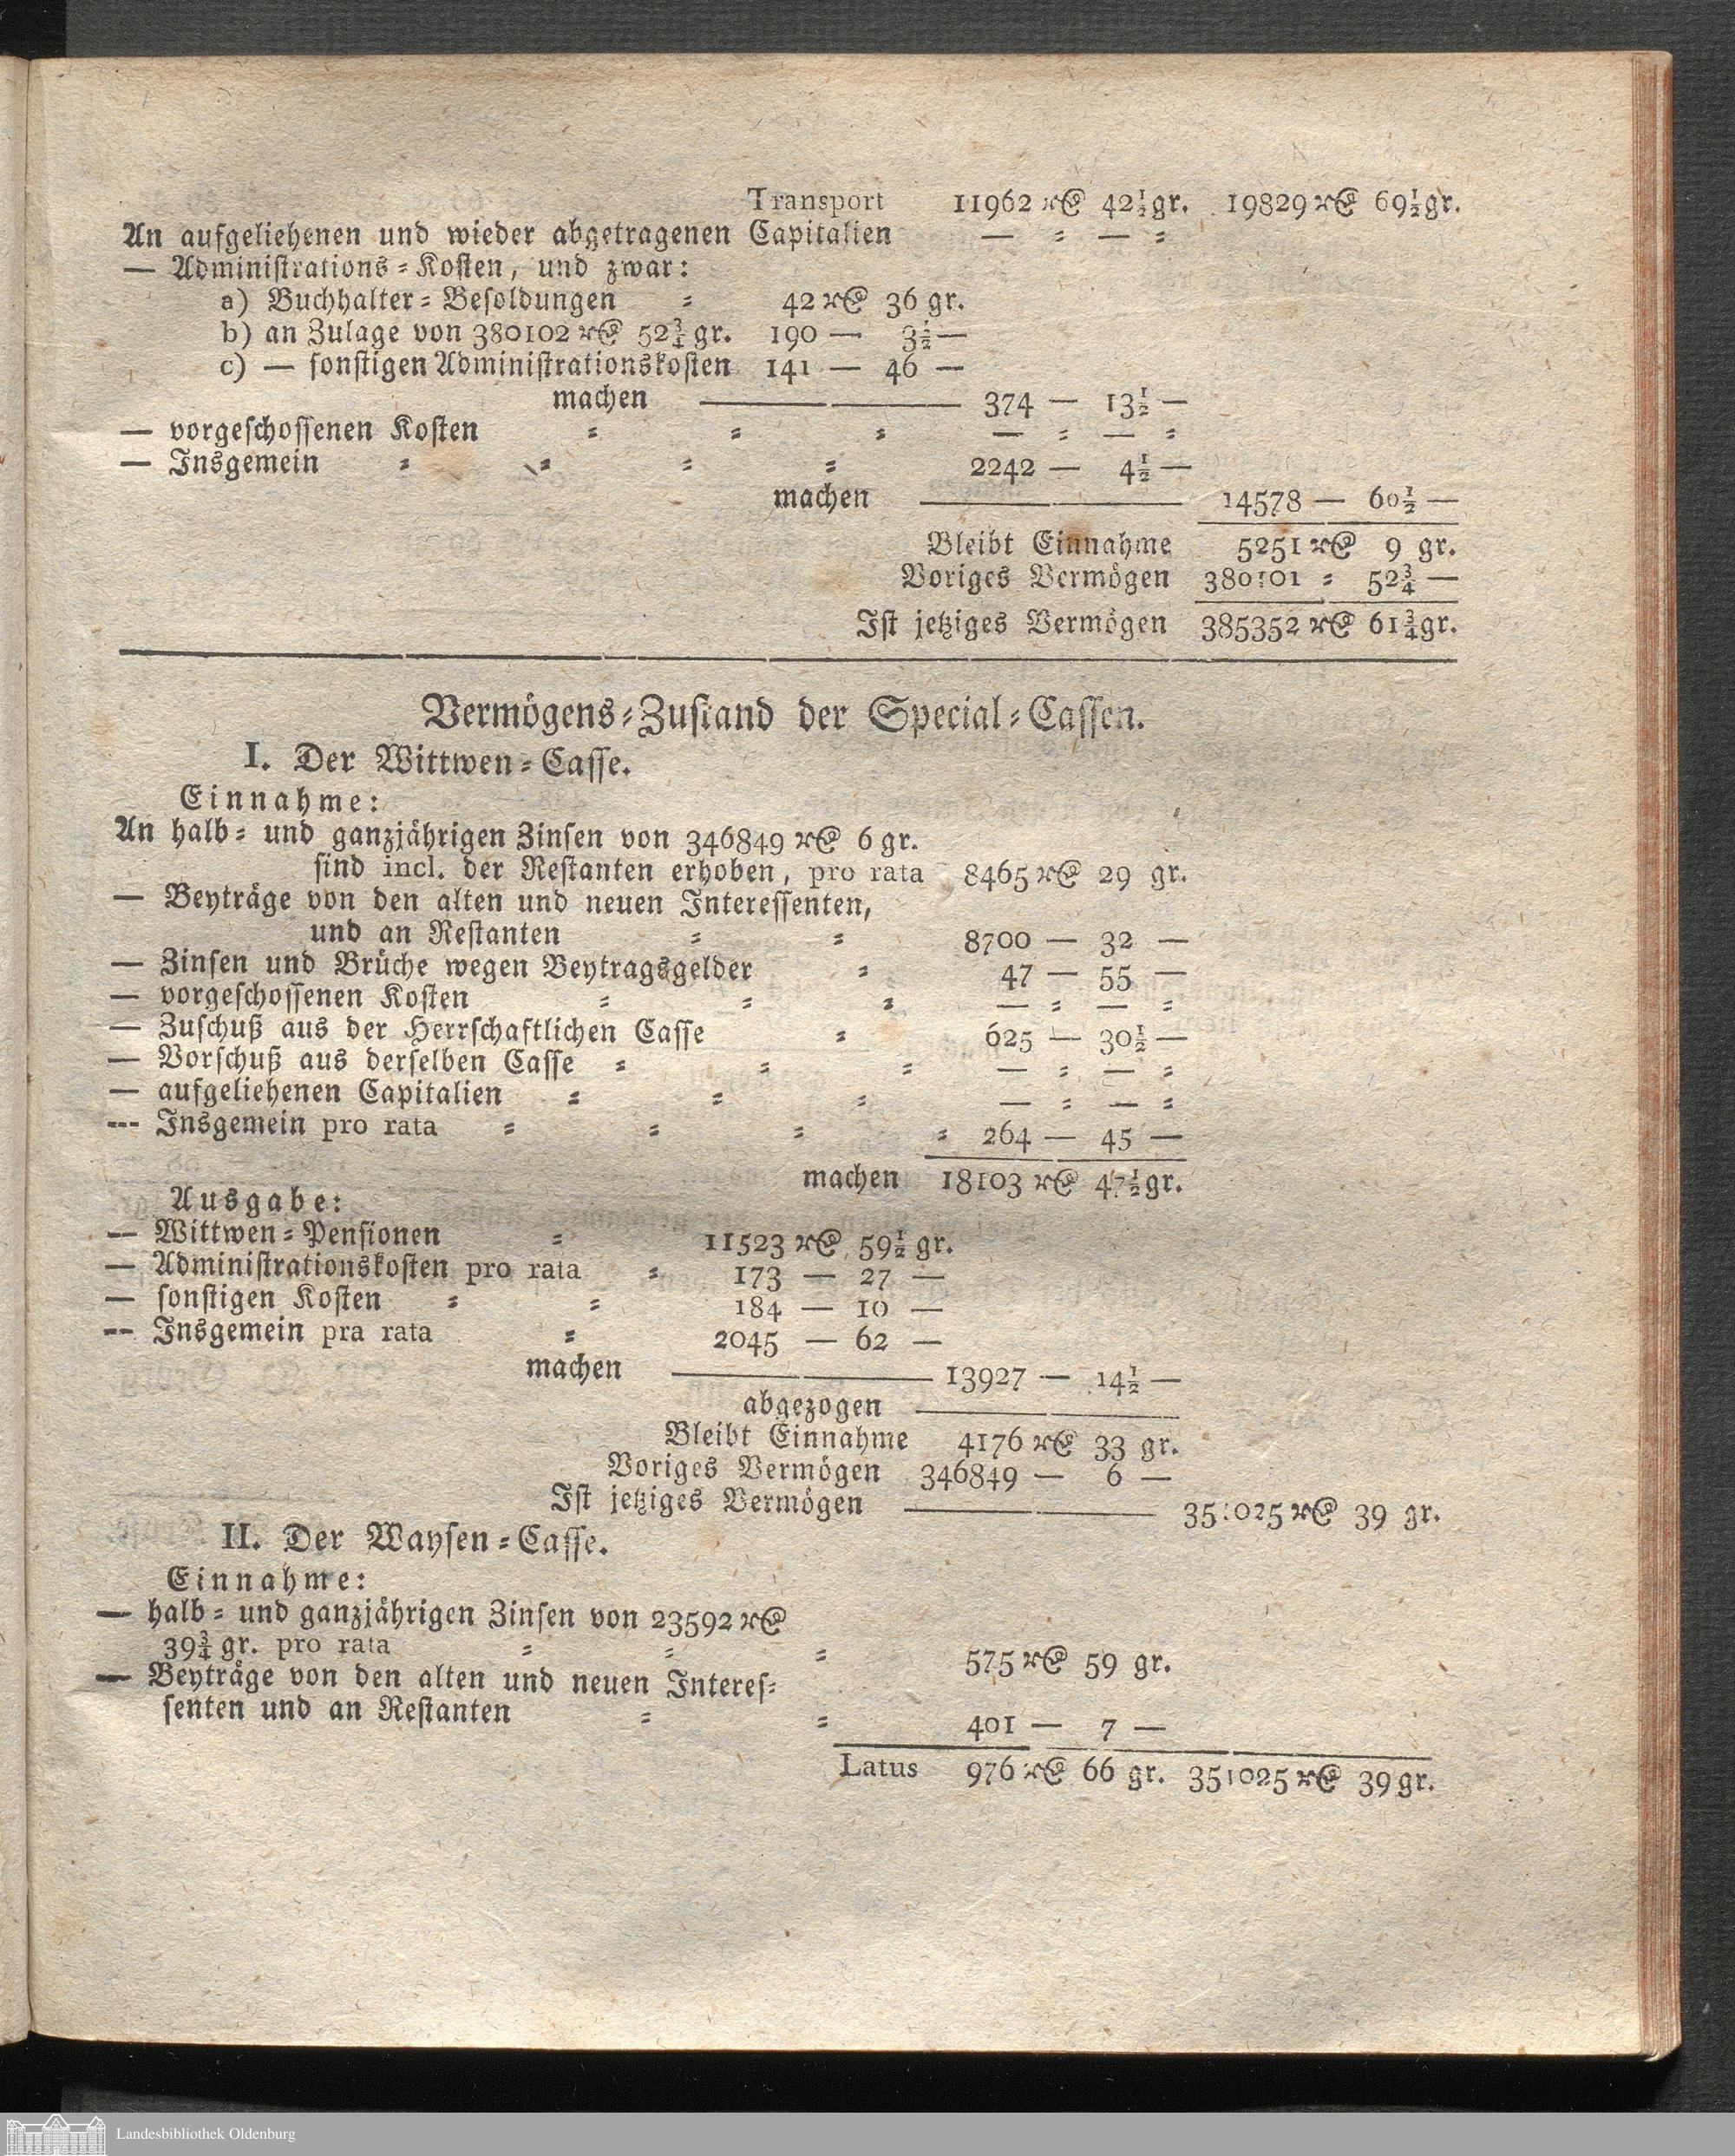 Transport 11962 r₰ 42½gr. 19829 r₰ 69½gr.
An aufgeliehenen und wieder abgetragenen Capitalien — = — =
— Administrations=Kosten, und zwar:
a) Buchhalter=Besoldungen = 42 r₰ 36 gr.
b) an Zulage von 380102 r₰ 52¾ gr. 190 — 3½ —
c) — sonstigen Administrationskosten 141 — 46 —
machen 374 — 13½ —
— vorgeschossenen Kosten = = = — = — =
— Insgemein = = = = 2242 — 4½ —
machen 14578 — 60½ —
Bleibt Einnahme 5251 r₰ 9 gr.
Voriges Vermögen 380101 = 52¾ —
Ist jetziges Vermögen 385352 r₰ 61¾gr.
Vermögens=Zustand der Special=Cassen.
I. Der Wittwen=Casse.
Einnahme:
An halb= und ganzjährigen Zinsen von 346849 r₰ 6 gr.
sind incl. der Restanten erhoben, pro rata 8465 r₰ 29 gr.
— Beyträge von den alten und neuen Interessenten,
und an Restanten = = 8700 — 32 —
— Zinsen und Brüche wegen Beytragsgelder = 47 — 55 —
— vorgeschossenen Kosten = = = — = — =
— Zuschuß aus der Herrschaftlichen Casse = 625 — 30½ —
— Vorschuß aus derselben Casse = = = — = — =
— aufgeliehenen Capitalien = = = — = — =
--- Insgemein pro rata = = = = 264 — 45 —
machen 18103 r₰ 47½gr.
Ausgabe:
— Wittwen=Pensionen = 11523 r₰ 59½ gr.
— Administrationskosten pro rata = 173 — 27 —
— sonstigen Kosten = = 184 — 10 —
-- Insgemein pra rata = 2045 — 62 —
machen 13927 — 14½ —
abgezogen
Bleibt Einnahme 4176 r₰ 33 gr.
Voriges Vermögen 346849 — 6 —
Ist jetziges Vermögen 351025 r₰ 39 gr.
II. Der Waysen=Casse.
Einnahme:
— halb= und ganzjährigen Zinsen von 23592 r₰
39¾ gr. pro rata = = = 575 r₰ 59 gr.
— Beyträge von den alten und neuen Interes=
senten und an Restanten = = 401 — 7 —
Latus 976 r₰ 66 gr. 351025 r₰ 39 gr.
Landesbibliothek Oldenburg